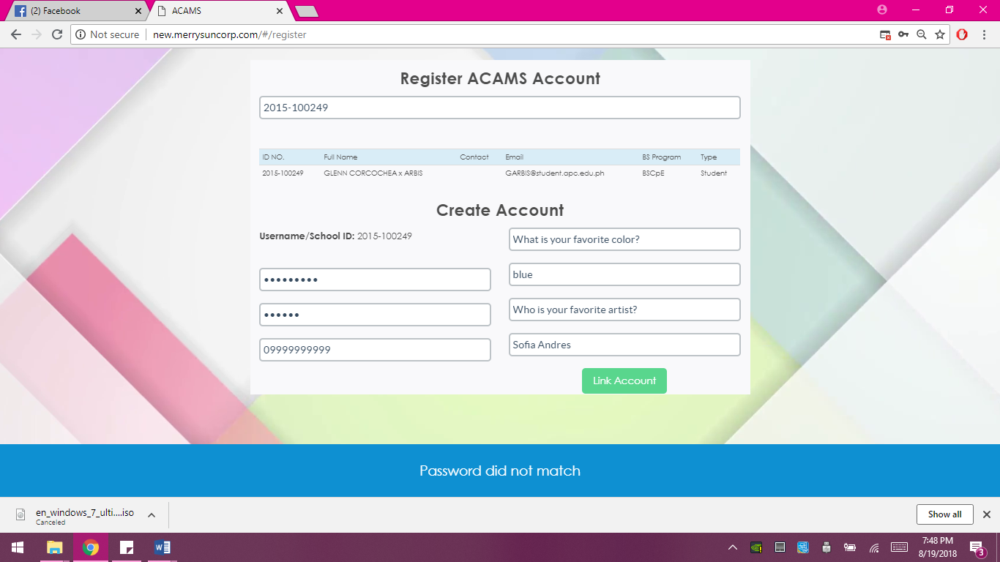 (2) Facebook
ACAMS
Not secure
new.merrysuncorp.com/#/register
Register ACAMS Account
2015-100249
ID NO. Full Name Contact Email BS Program Type
2015-100249 GLENN CORCOCHEA x ARBIS GARBIS@student.apc.edu.ph BSCpE Student
Create Account
Username/School ID: 2015-100249
•••••••••
••••••
09999999999
What is your favorite color?
blue
Who is your favorite artist?
Sofia Andres
Link Account
Password did not match
en_windows_7_ulti....iso
Canceled
Show all
7:48 PM
8/19/2018
3